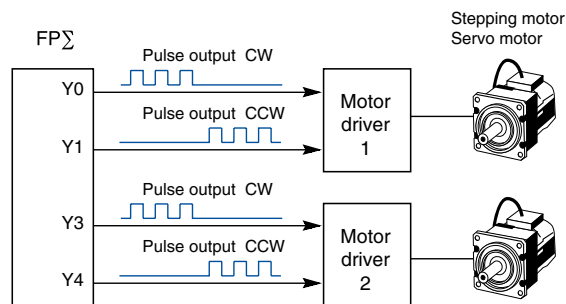 Stepping motor
Servo motor
FPΣ
Pulse output CW
Y0
Pulse output CCW
Y1
Motor
driver
1
Pulse output CW
Y3
Pulse output CCW
Y4
Motor
driver
2